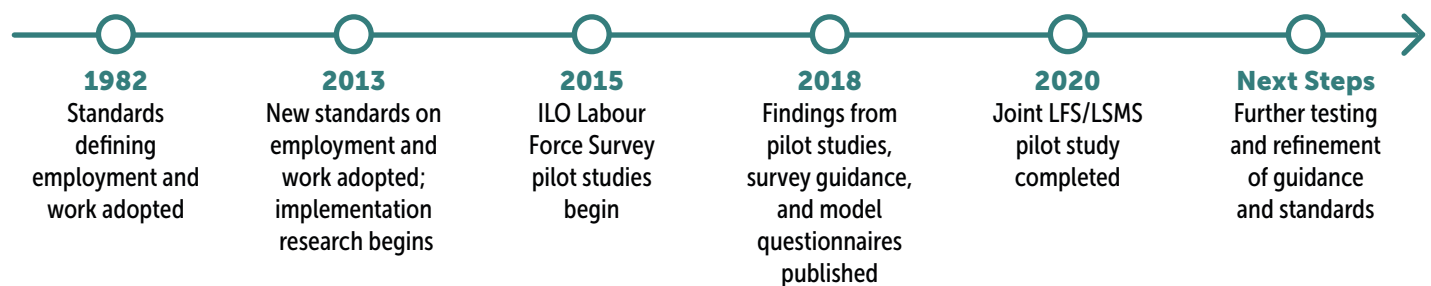 1982
Standards
defining
employment and
work adopted
2013
New standards on
employment and
work adopted;
implementation
research begins
2015
ILO Labour
Force Survey
pilot studies
begin
2018
Findings from
pilot studies,
survey guidance,
and model
questionnaires
published
2020
Joint LFS/LSMS
pilot study
completed
Next Steps
Further testing
and refinement
of guidance
and standards